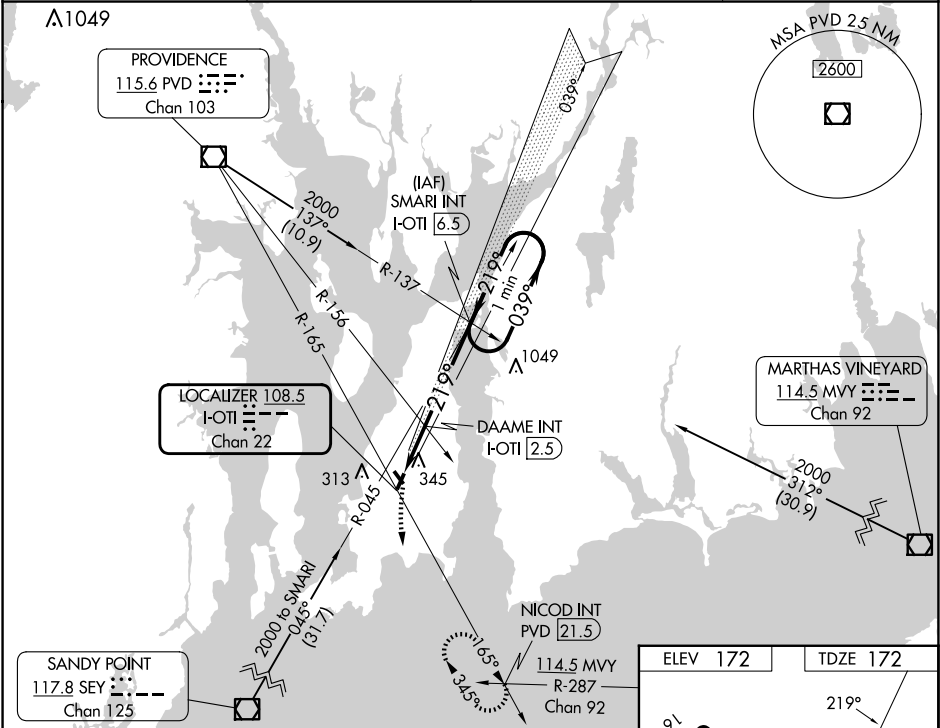 1049
MSA PVD 25 NM
2600
PROVIDENCE
115.6 PVD
Chan 103
039°
2000
137°
(10.9)
(IAF)
SMARI INT
I-OTI 6.5
R-137
R-156
R-165
219°
1 min
039°
1049
219°
LOCALIZER 108.5
I-OTI
Chan 22
DAAME INT
I-OTI 2.5
MARTHAS VINEYARD
114.5 MVY
Chan 92
313
345
R-045
2000
312°
(30.9)
2000 to SMARI
045°
(31.7)
NICOD INT
PVD 21.5
114.5 MVY
R-287
Chan 92
165°
345°
SANDY POINT
117.8 SEY
Chan 125
ELEV 172
TDZE 172
219°
16